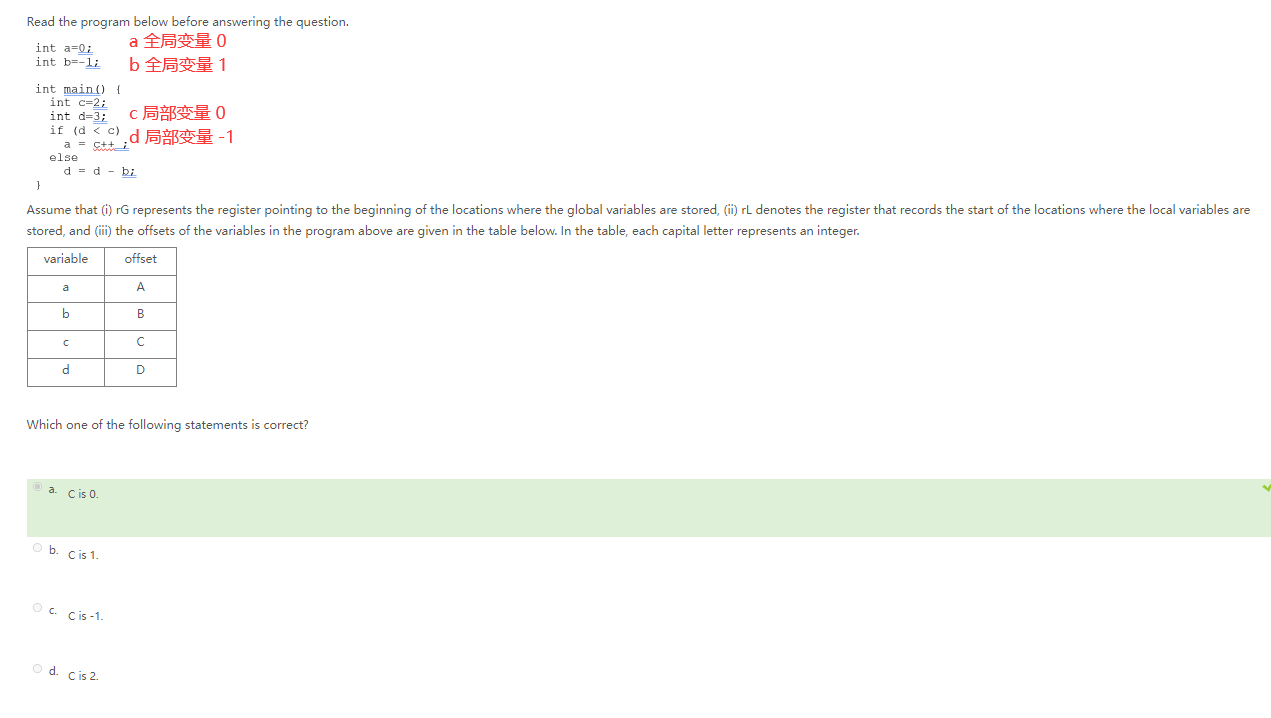 Read the program below before answering the question.
int a=0;
a 全局变量 0
int b=-1;
b 全局变量 1
int main() {
int c=2;
int d=3;
c 局部变量 0
if (d < c)
d 局部变量 -1
a = c++ ;
else
d = d - b;
}
Assume that (i) rG represents the register pointing to the beginning of the locations where the global variables are stored, (ii) rL denotes the register that records the start of the locations where the local variables are
stored, and (iii) the offsets of the variables in the program above are given in the table below. In the table, each capital letter represents an integer.
variable offset
a A
b B
c C
d D
Which one of the following statements is correct?
a. C is 0.
b. C is 1.
c. C is -1.
d. C is 2.